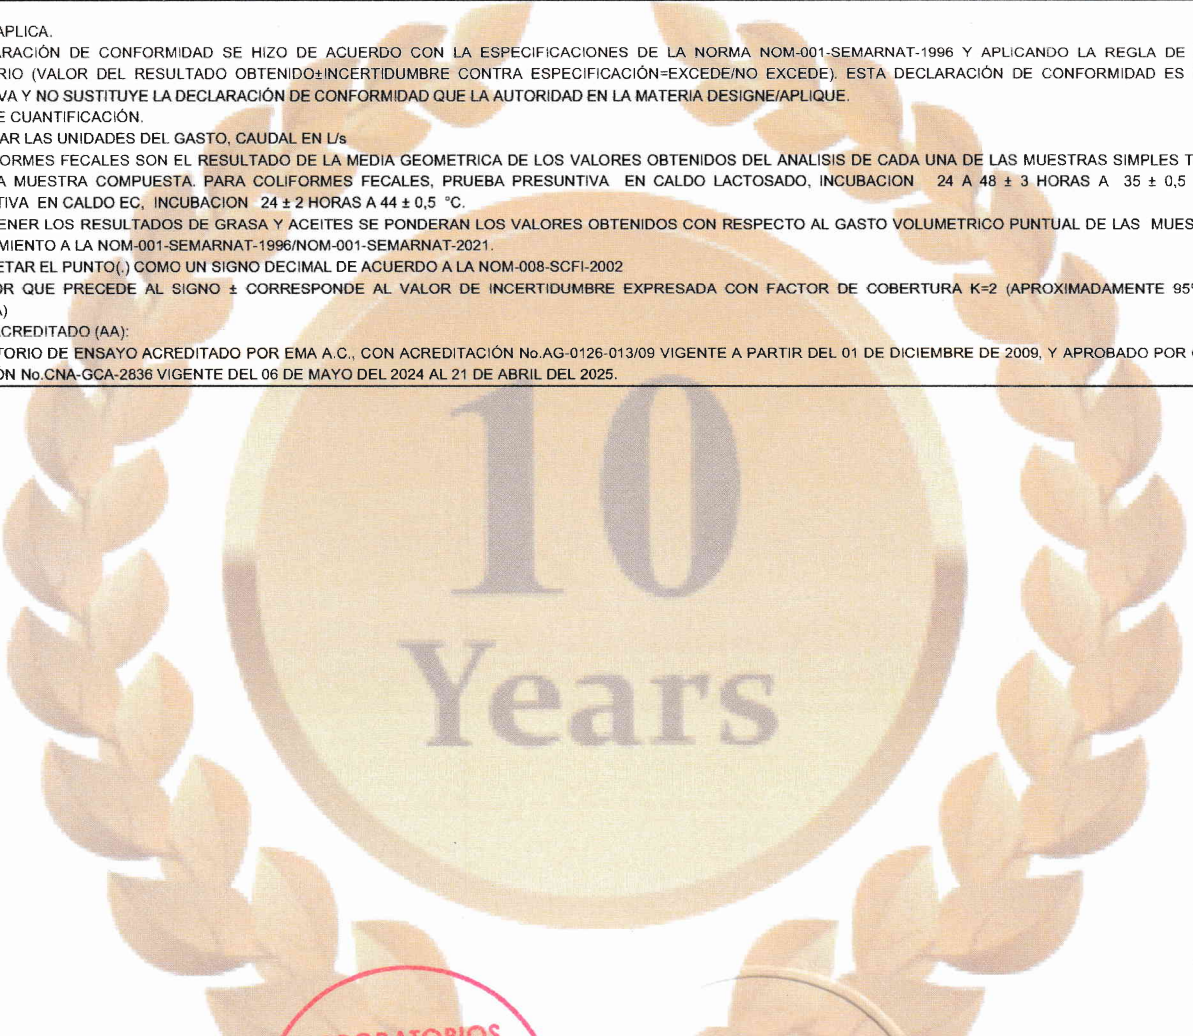 APLICA.
RACIÓN DE CONFORMIDAD SE HIZO DE ACUERDO CON LA ESPECIFICACIONES DE LA NORMA NOM-001-SEMARNAT-1996 Y APLICANDO LA REGLA DE
RIO (VALOR DEL RESULTADO OBTENIDO±INCERTIDUMBRE CONTRA ESPECIFICACIÓN=EXCEDE/NO EXCEDE). ESTA DECLARACIÓN DE CONFORMIDAD ES
VA Y NO SUSTITUYE LA DECLARACIÓN DE CONFORMIDAD QUE LA AUTORIDAD EN LA MATERIA DESIGNE/APLIQUE.
E CUANTIFICACIÓN.
AR LAS UNIDADES DEL GASTO, CAUDAL EN L/s
ORMES FECALES SON EL RESULTADO DE LA MEDIA GEOMETRICA DE LOS VALORES OBTENIDOS DEL ANALISIS DE CADA UNA DE LAS MUESTRAS SIMPLES T
A MUESTRA COMPUESTA. PARA COLIFORMES FECALES, PRUEBA PRESUNTIVA EN CALDO LACTOSADO, INCUBACION 24 A 48 ± 3 HORAS A 35 ± 0,5
TIVA EN CALDO EC, INCUBACION 24 ± 2 HORAS A 44 ± 0,5 °C.
ENER LOS RESULTADOS DE GRASA Y ACEITES SE PONDERAN LOS VALORES OBTENIDOS CON RESPECTO AL GASTO VOLUMETRICO PUNTUAL DE LAS MUES
MIENTO A LA NOM-001-SEMARNAT-1996/NOM-001-SEMARNAT-2021.
ETAR EL PUNTO(.) COMO UN SIGNO DECIMAL DE ACUERDO A LA NOM-008-SCFI-2002
OR QUE PRECEDE AL SIGNO ± CORRESPONDE AL VALOR DE INCERTIDUMBRE EXPRESADA CON FACTOR DE COBERTURA K=2 (APROXIMADAMENTE 95%
A)
ACREDITADO (AA):
TORIO DE ENSAYO ACREDITADO POR EMA A.C., CON ACREDITACIÓN No.AG-0126-013/09 VIGENTE A PARTIR DEL 01 DE DICIEMBRE DE 2009, Y APROBADO POR
ON No.CNA-GCA-2836 VIGENTE DEL 06 DE MAYO DEL 2024 AL 21 DE ABRIL DEL 2025.
10
Years
ORATORIOS